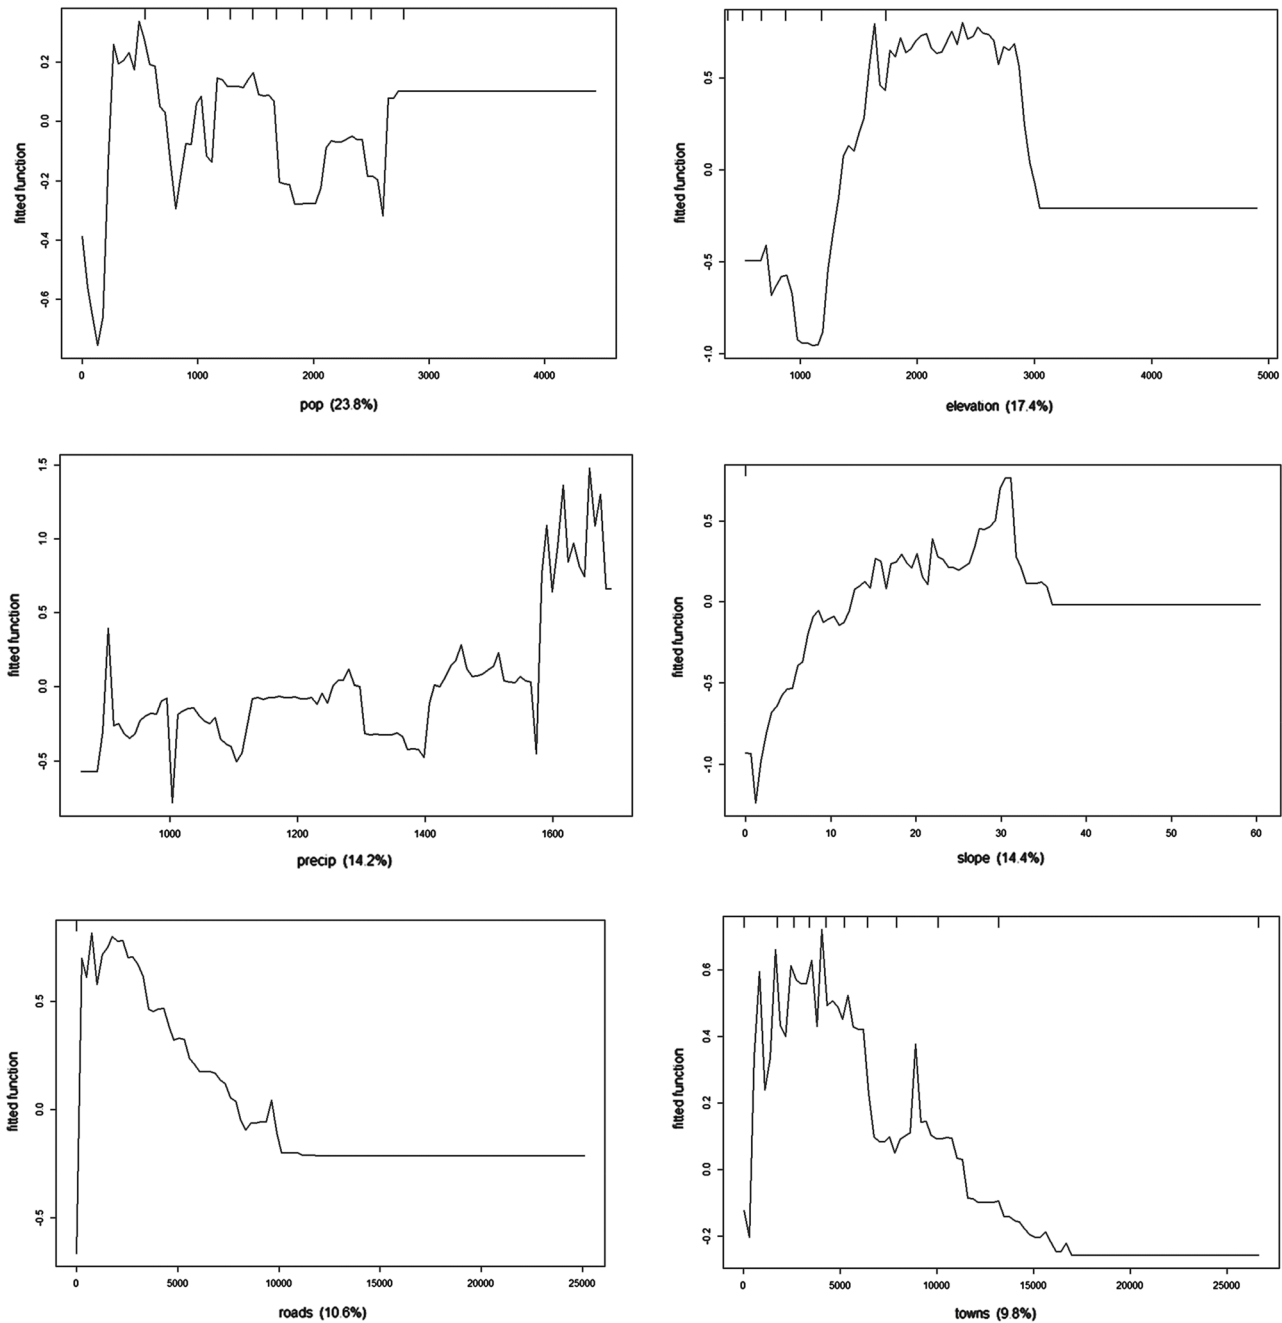 fitted function
0.2
0.0
-0.2
-0.4
-0.6
0 1000 2000 3000 4000
pop (23.8%)
fitted function
0.5
0.0
-0.5
-1.0
1000 2000 3000 4000 5000
elevation (17.4%)
fitted function
1.5
1.0
0.5
0.0
-0.5
1000 1200 1400 1600
precip (14.2%)
fitted function
0.5
0.0
-0.5
-1.0
0 10 20 30 40 50 60
slope (14.4%)
fitted function
0.5
0.0
-0.5
0 5000 10000 15000 20000 25000
roads (10.6%)
fitted function
0.6
0.4
0.2
0.0
-0.2
0 5000 10000 15000 20000 25000
towns (9.8%)